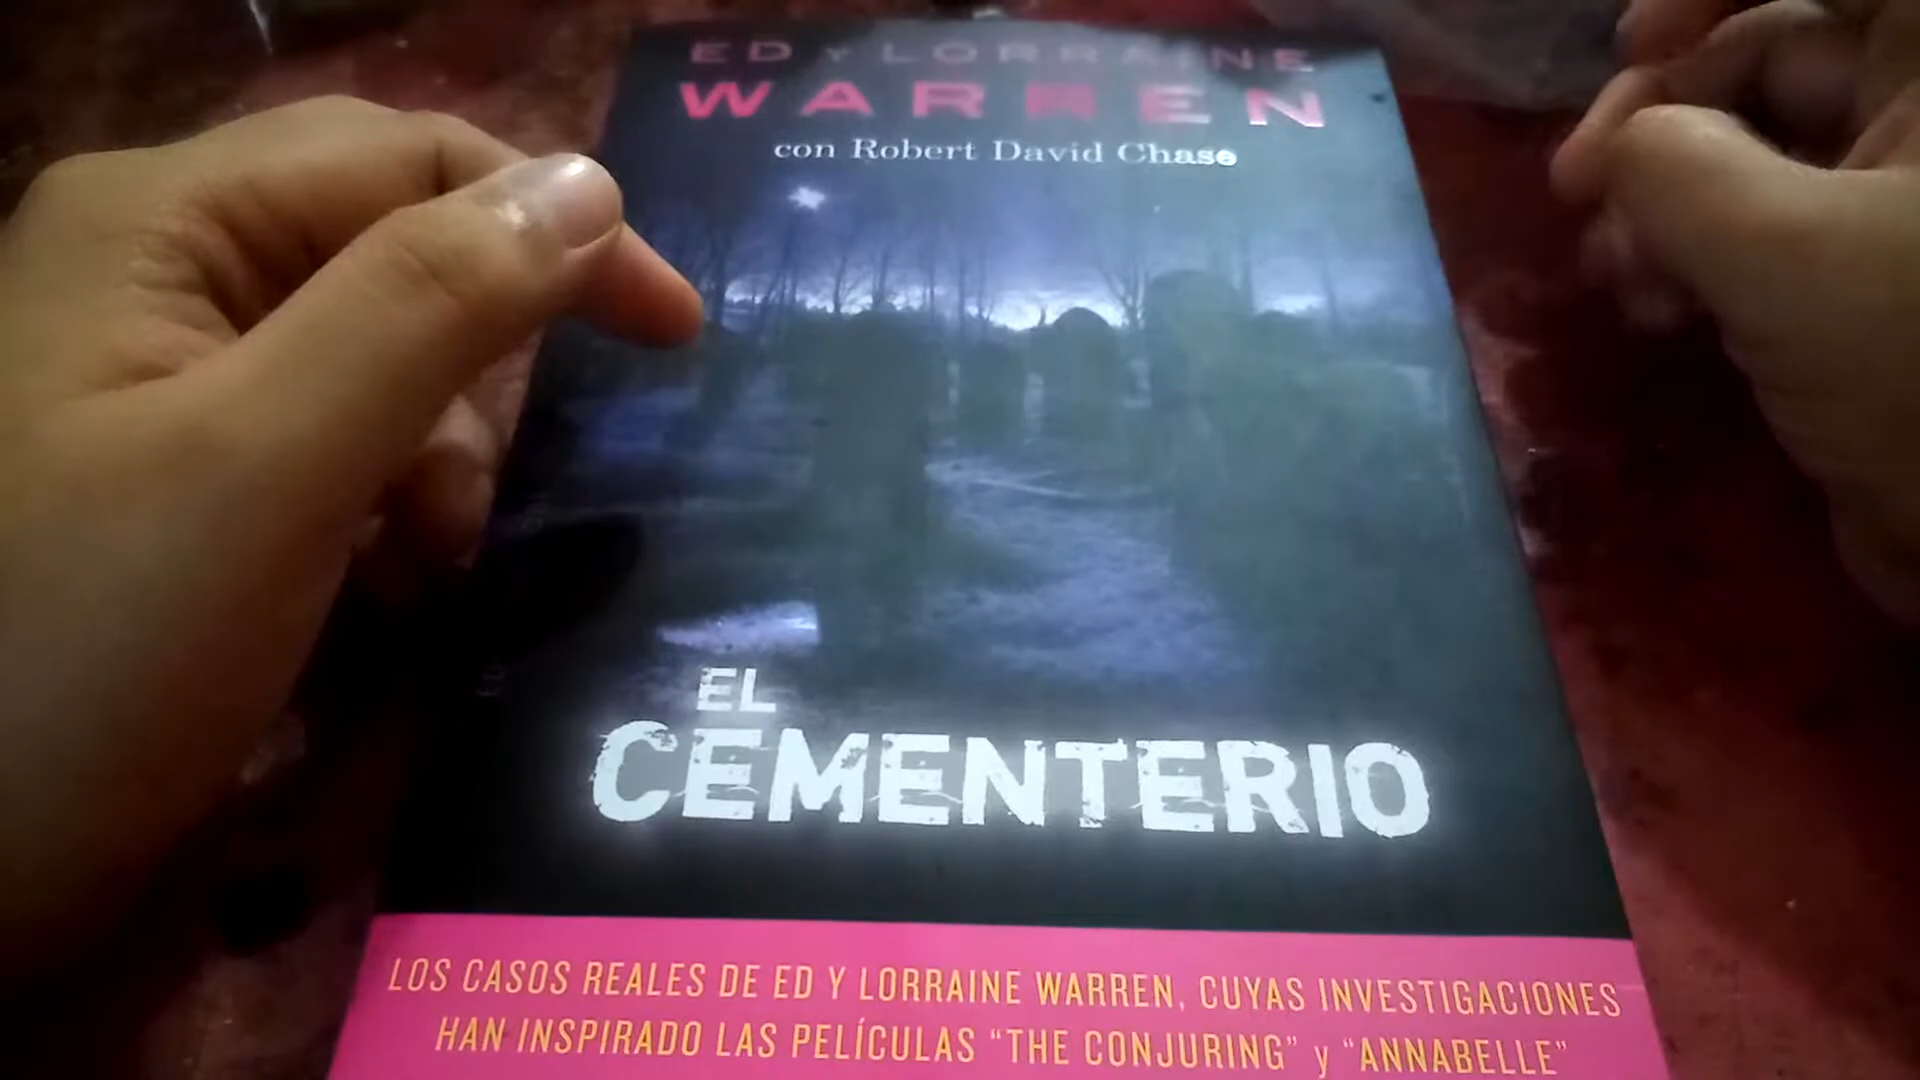 ED Y LORRAINE
WARREN
con Robert David Chase
EL
CEMENTERIO
LOS CASOS REALES DE ED Y LORRAINE WARREN, CUYAS INVESTIGACIONES
HAN INSPIRADO LAS PELÍCULAS “THE CONJURING” y “ANNABELLE”